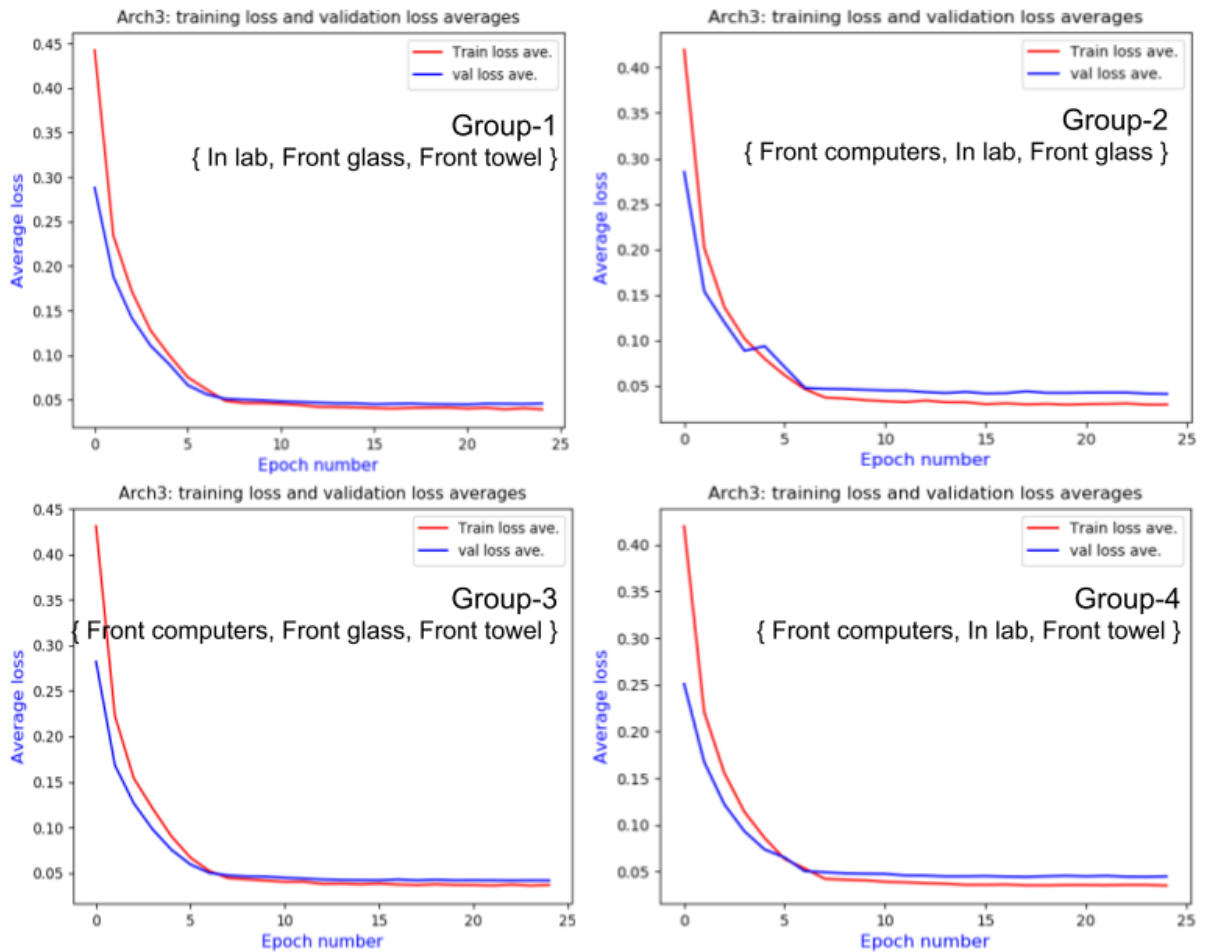 Arch3: training loss and validation loss averages
Train loss ave.
val loss ave.
Group-1
{ In lab, Front glass, Front towel }
0.45
0.40
0.35
0.30
0.25
0.20
0.15
0.10
0.05
Average loss
0
5
10
15
20
25
Epoch number
Arch3: training loss and validation loss averages
Train loss ave.
val loss ave.
Group-2
{ Front computers, In lab, Front glass }
0.40
0.35
0.30
0.25
0.20
0.15
0.10
0.05
Average loss
0
5
10
15
20
25
Epoch number
Arch3: training loss and validation loss averages
Train loss ave.
val loss ave.
Group-3
{ Front computers, Front glass, Front towel }
0.45
0.40
0.35
0.30
0.25
0.20
0.15
0.10
0.05
Average loss
0
5
10
15
20
25
Epoch number
Arch3: training loss and validation loss averages
Train loss ave.
val loss ave.
Group-4
{ Front computers, In lab, Front towel }
0.40
0.35
0.30
0.25
0.20
0.15
0.10
0.05
Average loss
0
5
10
15
20
25
Epoch number